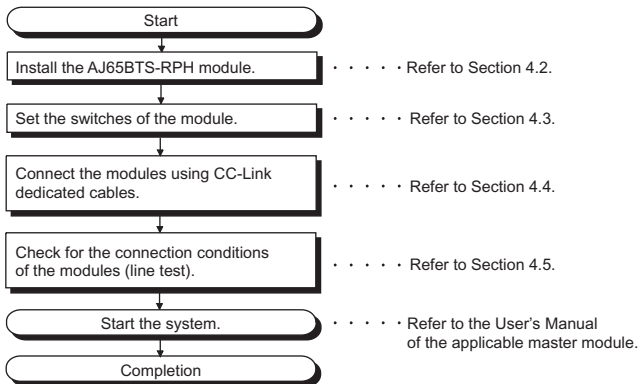 Start
Install the AJ65BTS-RPH module.
· · · · · Refer to Section 4.2.
Set the switches of the module.
· · · · · Refer to Section 4.3.
Connect the modules using CC-Link
dedicated cables.
· · · · · Refer to Section 4.4.
Check for the connection conditions
of the modules (line test).
· · · · · Refer to Section 4.5.
Start the system.
· · · · · Refer to the User's Manual
of the applicable master module.
Completion